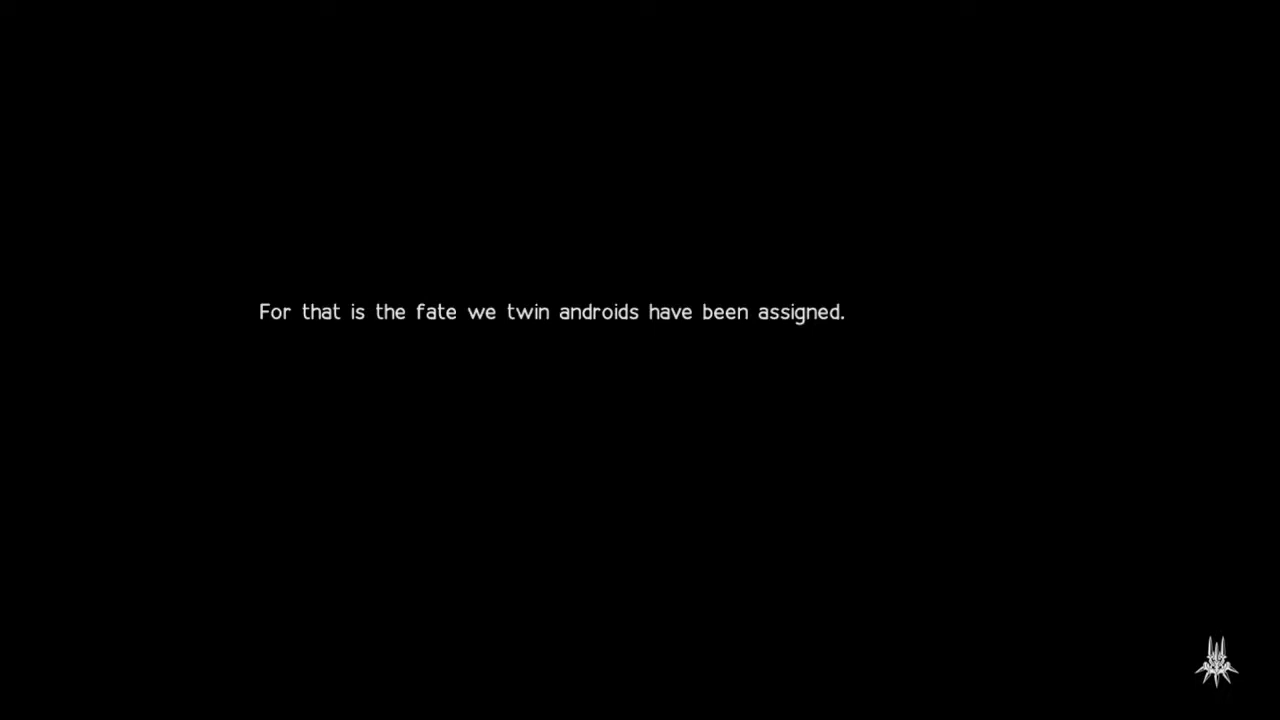 For that is the fate we twin androids have been assigned.